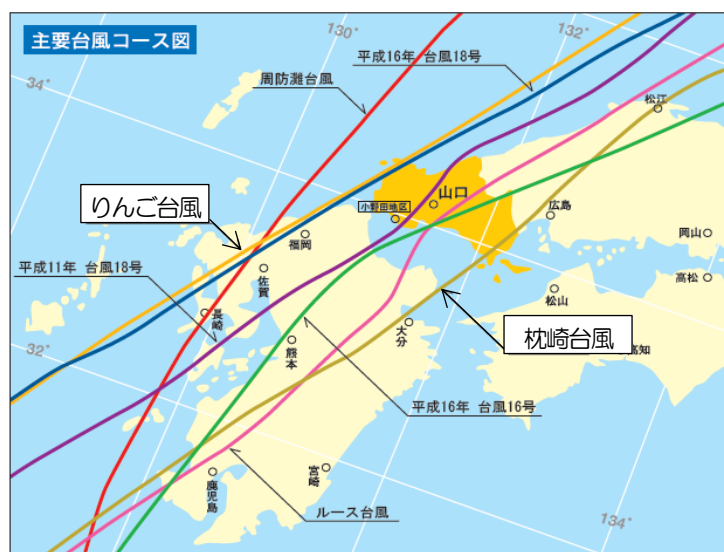 主要台風コース図
130°
132°
平成16年 台風18号
34°
周防灘台風
松江
山口
小野田地区
りんご台風
広島
福岡
岡山
平成11年 台風18号
佐賀
高松
松山
長崎
大分
枕崎台風
32°
熊本
高知
平成16年 台風16号
宮崎
鹿児島
ルース台風
134°